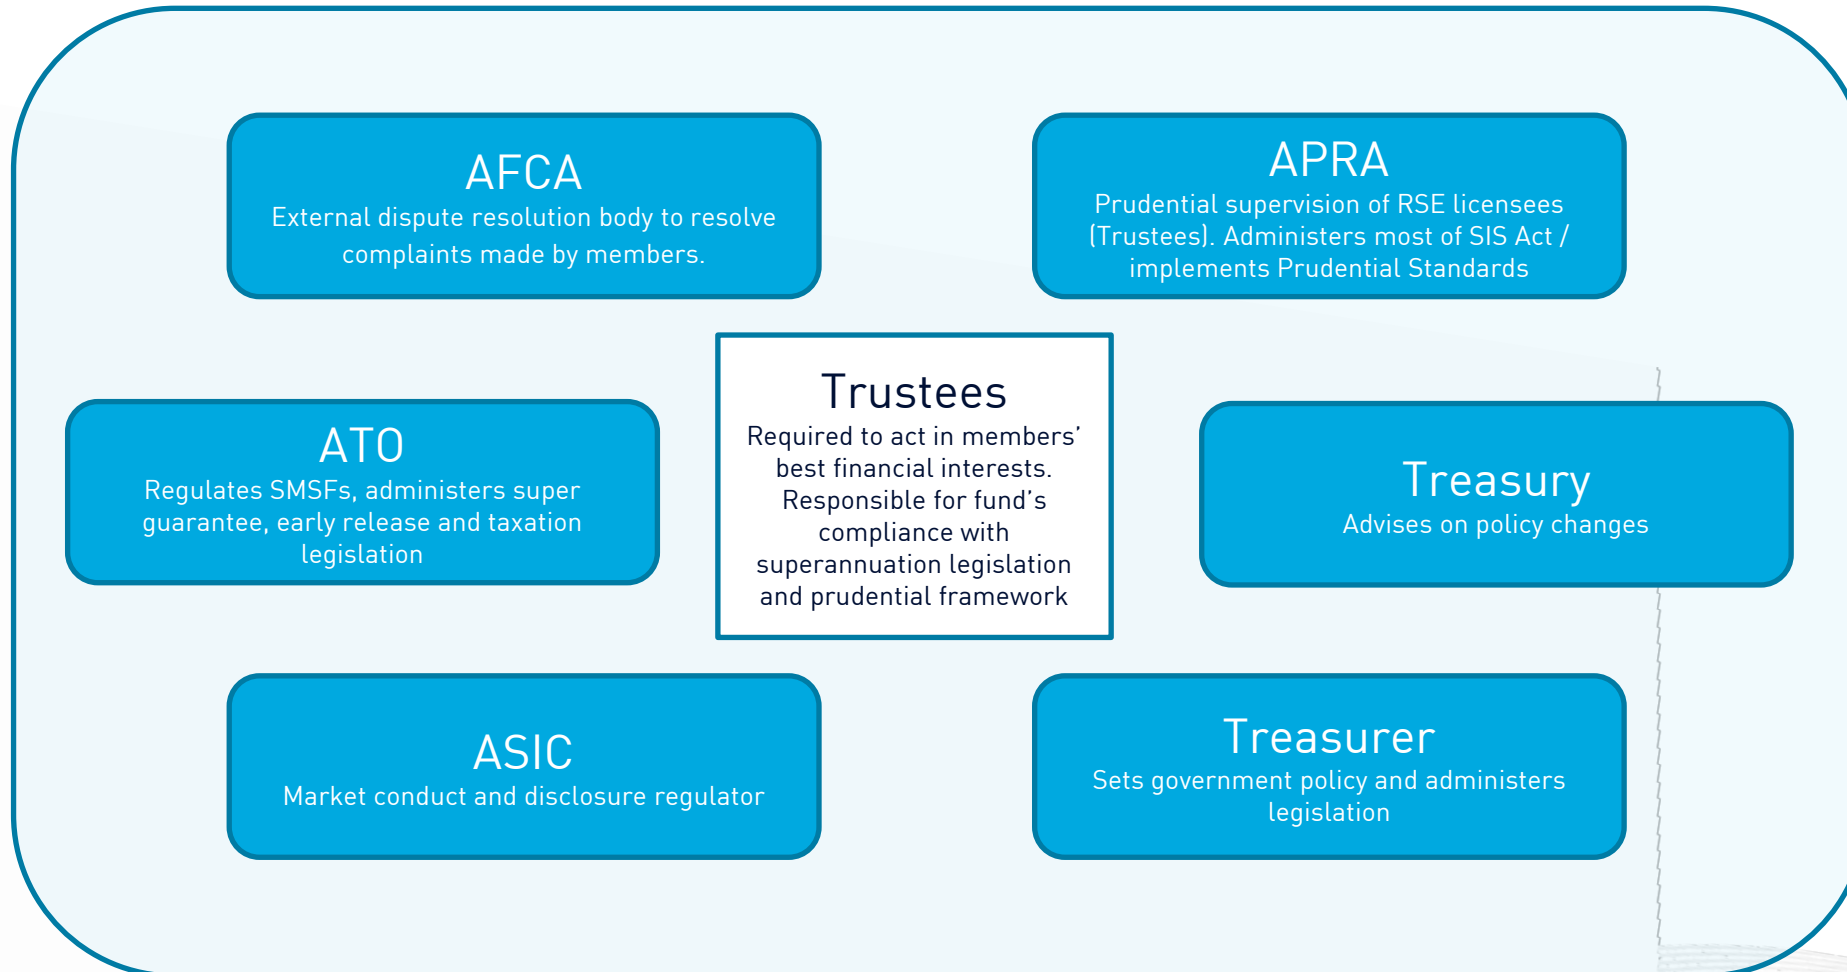 AFCA
External dispute resolution body to resolve
complaints made by members.
APRA
Prudential supervision of RSE licensees
(Trustees). Administers most of SIS Act /
implements Prudential Standards
Trustees
Required to act in members’
best financial interests.
Responsible for fund’s
compliance with
superannuation legislation
and prudential framework
ATO
Regulates SMSFs, administers super
guarantee, early release and taxation
legislation
Treasury
Advises on policy changes
ASIC
Market conduct and disclosure regulator
Treasurer
Sets government policy and administers
legislation